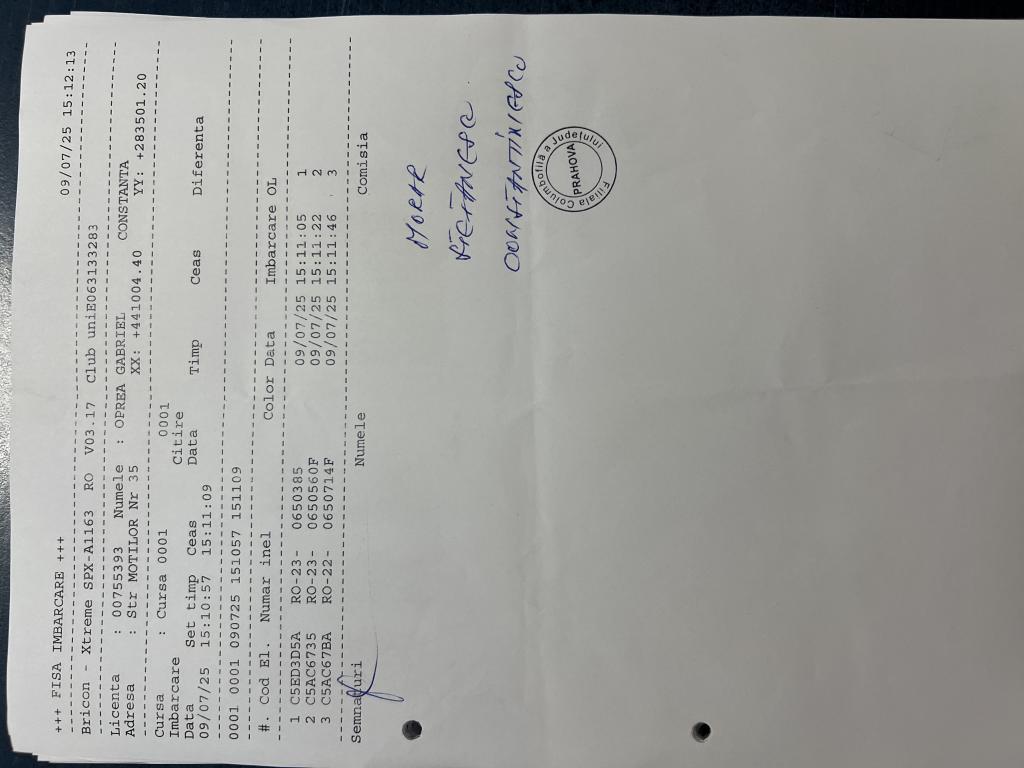 +++ FISA IMBARCARE +++ 09/07/25 15:12:13
Bricon - Xtreme SPX-A1163 RO V03.17 Club uniE063133283
Licenta : 00755393 Numele : OPREA GABRIEL CONSTANTA
Adresa : Str MOTILOR Nr 35 XX: +441004.40 YY: +283501.20
Cursa : Cursa 0001 0001
Imbarcare Citire
Data Set timp Ceas Data Timp Ceas Diferenta
09/07/25 15:10:57 15:11:09
0001 0001 090725 151057 151109
#. Cod El. Numar inel Color Data Imbarcare OL
1 C5ED3D5A RO-23- 0650385 09/07/25 15:11:05 1
2 C5AC6735 RO-23- 0650560F 09/07/25 15:11:22 2
3 C5AC67BA RO-22- 0650714F 09/07/25 15:11:46 3
Semnaturi Numele Comisia
MORAR
Filiala Columbofilă a Județului
PRAHOVA